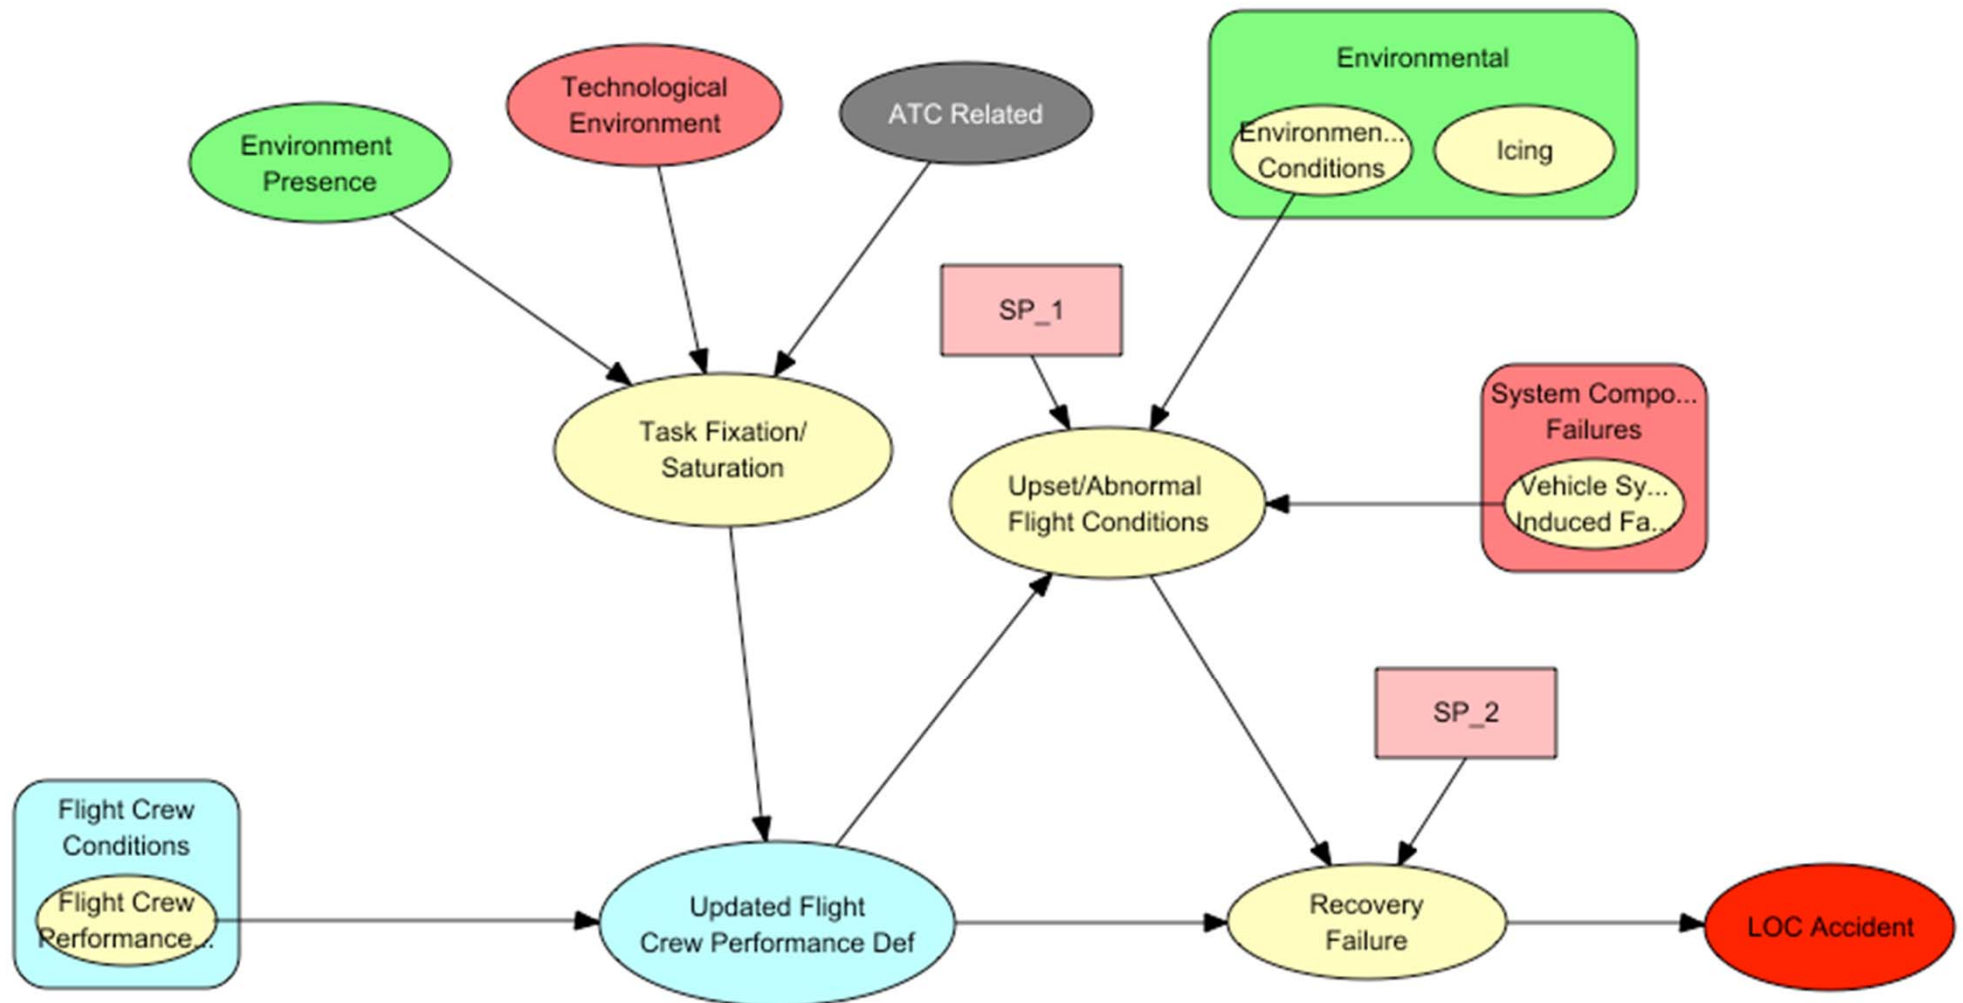 Environmental
Technological
Environment
ATC Related
Environmen...
Conditions
Icing
Environment
Presence
SP_1
System Compo...
Failures
Task Fixation/
Saturation
Upset/Abnormal
Flight Conditions
Vehicle Sy...
Induced Fa...
SP_2
Flight Crew
Conditions
Flight Crew
Performance...
Updated Flight
Crew Performance Def
Recovery
Failure
LOC Accident